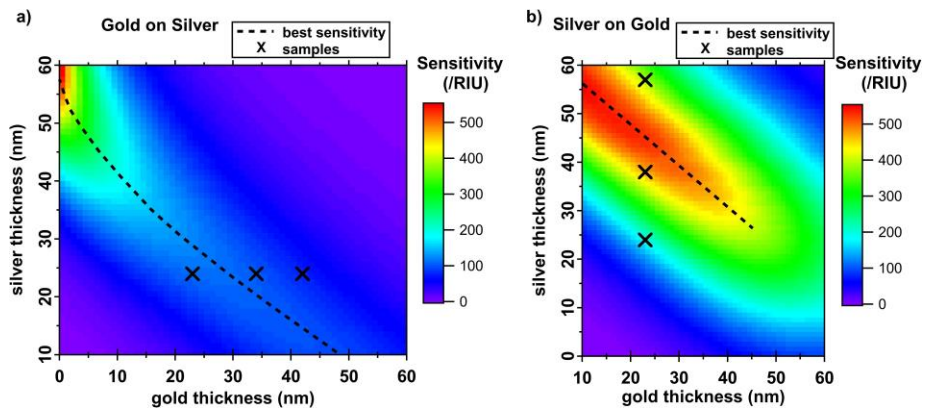 a) Gold on Silver
best sensitivity
samples
Sensitivity
(/RIU)
500
400
300
200
100
0
silver thickness (nm)
60
50
40
30
20
10
0 10 20 30 40 50 60
gold thickness (nm)
b) Silver on Gold
best sensitivity
samples
Sensitivity
(/RIU)
500
400
300
200
100
0
silver thickness (nm)
60
50
40
30
20
10
0
10 20 30 40 50 60
gold thickness (nm)